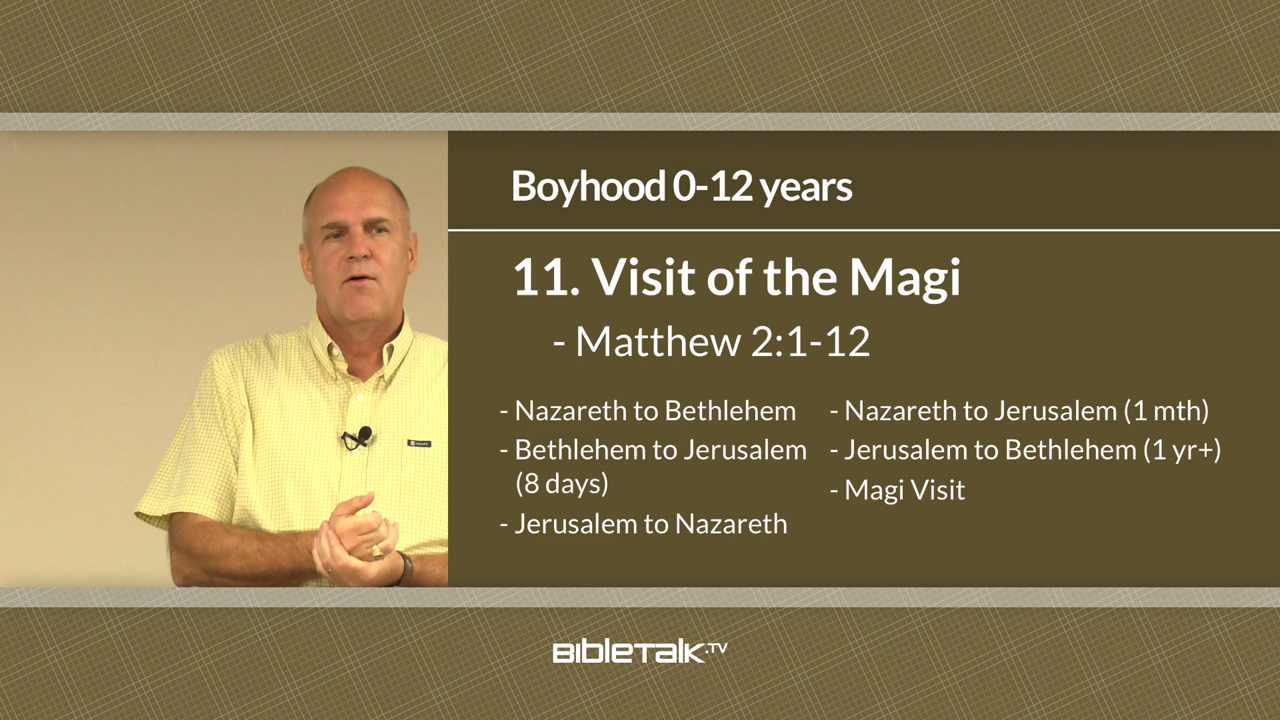 Boyhood 0-12 years
11. Visit of the Magi
- Matthew 2:1-12
- Nazareth to Bethlehem
- Bethlehem to Jerusalem
(8 days)
- Jerusalem to Nazareth
- Nazareth to Jerusalem (1 mth)
- Jerusalem to Bethlehem (1 yr+)
- Magi Visit
BIBLETALK.TV